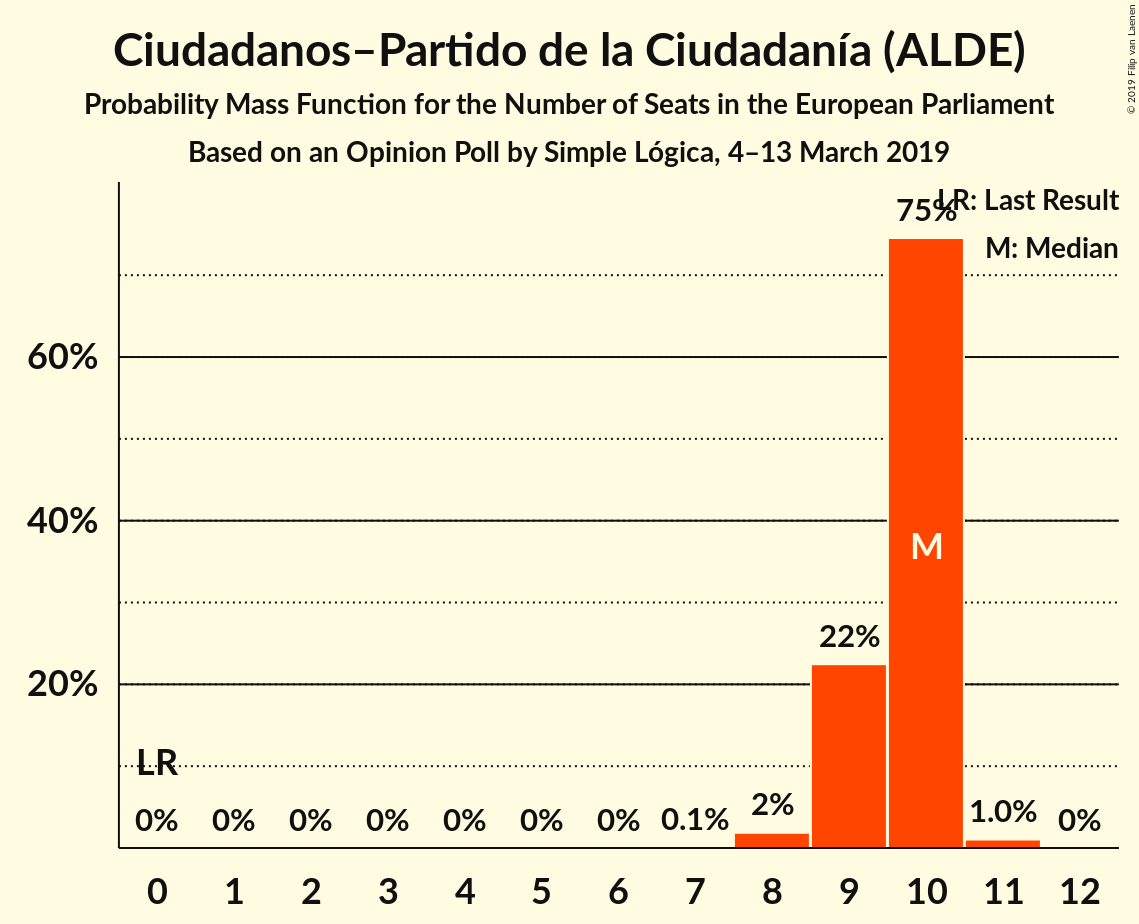 Ciudadanos–Partido de la Ciudadanía (ALDE)
Probability Mass Function for the Number of Seats in the European Parliament
Based on an Opinion Poll by Simple Lógica, 4–13 March 2019
© 2019 Filip van Laenen
LR: Last Result
M: Median
75%
60%
40%
M
22%
20%
LR
0% 0% 0% 0% 0% 0% 0% 0.1% 2% 1.0% 0%
0 1 2 3 4 5 6 7 8 9 10 11 12